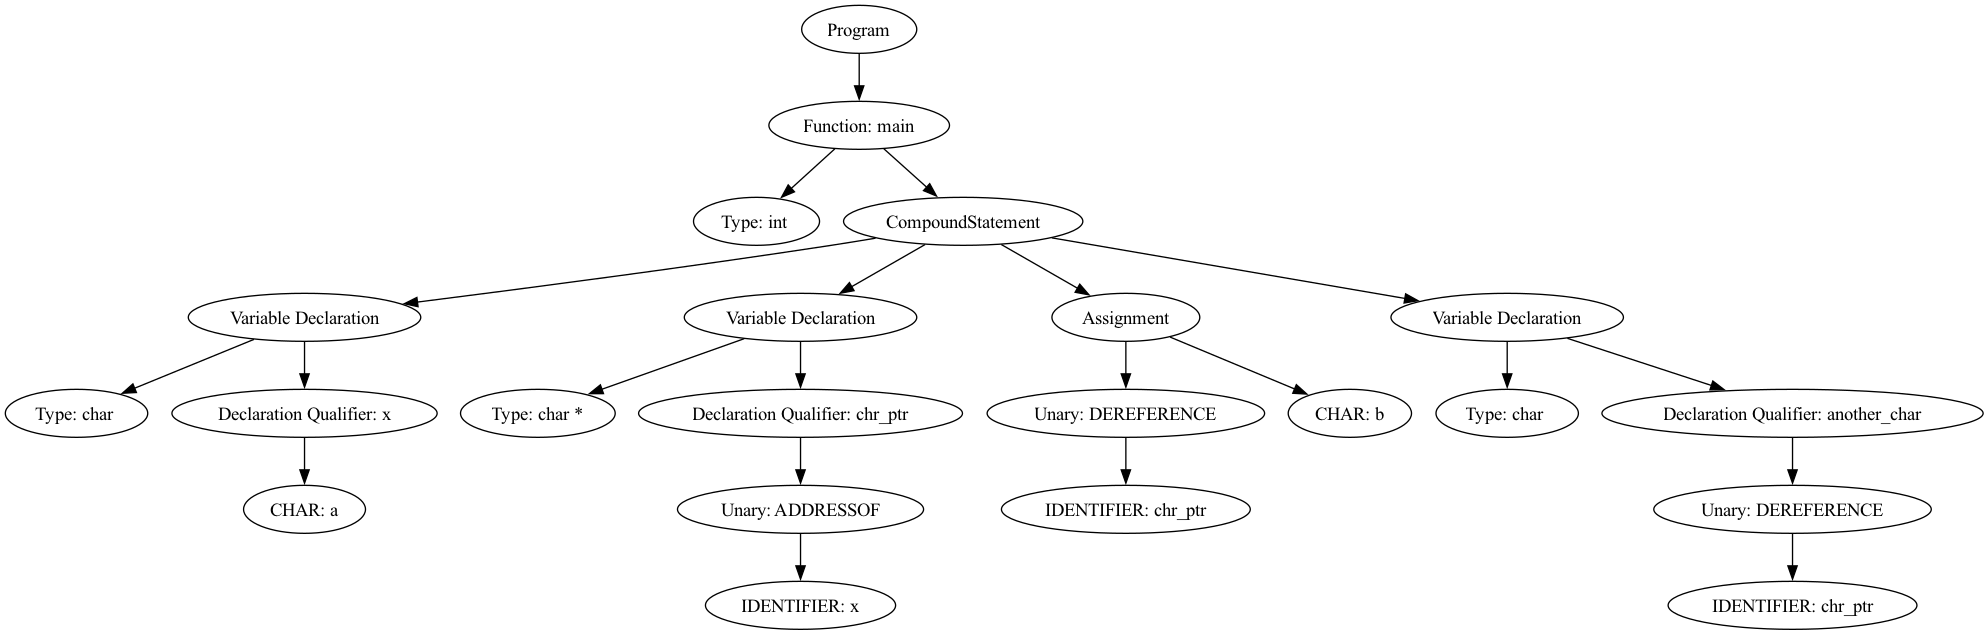 Program
Function: main
Type: int
CompoundStatement
Variable Declaration
Variable Declaration
Assignment
Variable Declaration
Type: char
Declaration Qualifier: x
Type: char *
Declaration Qualifier: chr_ptr
Unary: DEREFERENCE
CHAR: b
Type: char
Declaration Qualifier: another_char
CHAR: a
Unary: ADDRESSOF
IDENTIFIER: chr_ptr
Unary: DEREFERENCE
IDENTIFIER: x
IDENTIFIER: chr_ptr